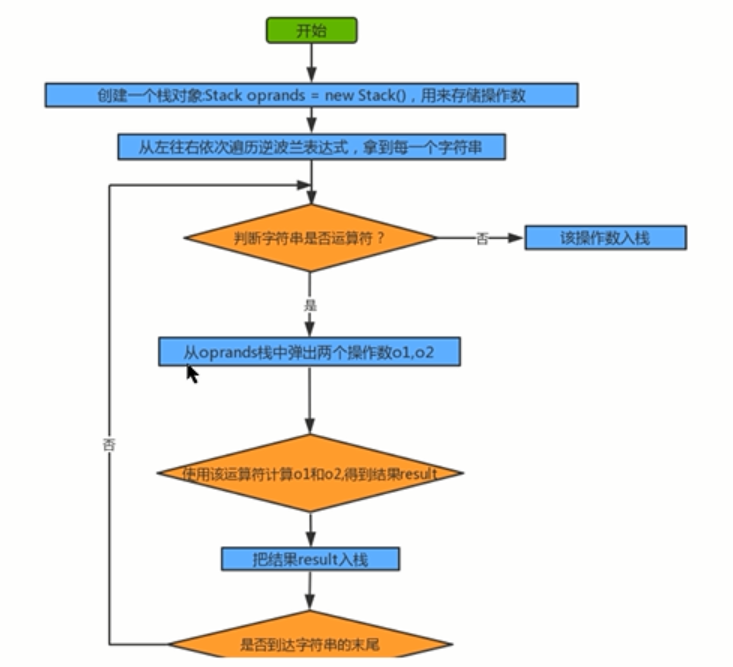 开始
创建一个栈对象:Stack oprands = new Stack()，用来存储操作数
从左往右依次遍历逆波兰表达式，拿到每一个字符串
判断字符串是否运算符？
否
该操作数入栈
是
从oprands栈中弹出两个操作数o1,o2
否
使用该运算符计算o1和o2,得到结果result
把结果result入栈
是否到达字符串的末尾